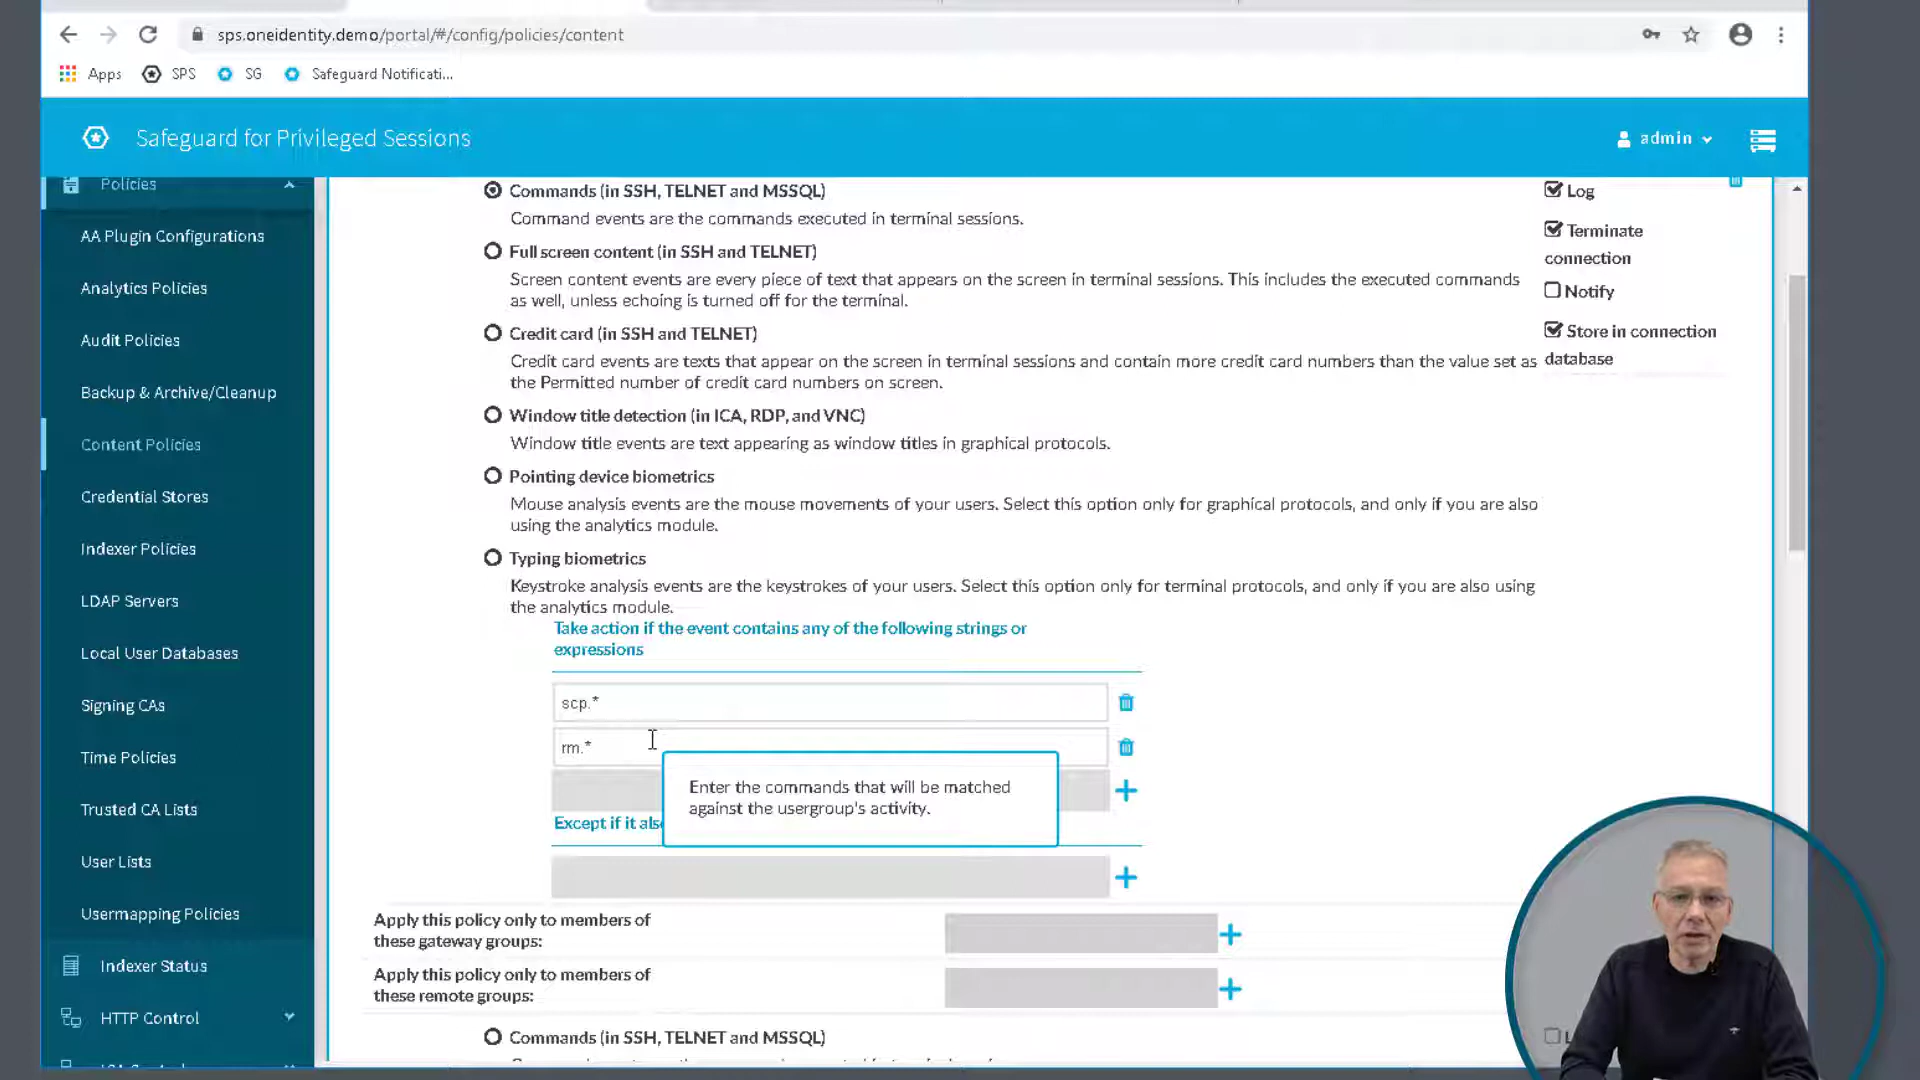 sps.oneidentity.demo/portal/#/config/policies/content
Apps SPS SG Safeguard Notificati...
Safeguard for Privileged Sessions
admin
Policies
AA Plugin Configurations
Analytics Policies
Audit Policies
Backup & Archive/Cleanup
Content Policies
Credential Stores
Indexer Policies
LDAP Servers
Local User Databases
Signing CAs
Time Policies
Trusted CA Lists
User Lists
Usermapping Policies
Indexer Status
HTTP Control
Commands (in SSH, TELNET and MSSQL)
Command events are the commands executed in terminal sessions.
Full screen content (in SSH and TELNET)
Screen content events are every piece of text that appears on the screen in terminal sessions. This includes the executed commands
as well, unless echoing is turned off for the terminal.
Credit card (in SSH and TELNET)
Credit card events are texts that appear on the screen in terminal sessions and contain more credit card numbers than the value set as
the Permitted number of credit card numbers on screen.
Window title detection (in ICA, RDP, and VNC)
Window title events are text appearing as window titles in graphical protocols.
Pointing device biometrics
Mouse analysis events are the mouse movements of your users. Select this option only for graphical protocols, and only if you are also
using the analytics module.
Typing biometrics
Keystroke analysis events are the keystrokes of your users. Select this option only for terminal protocols, and only if you are also using
the analytics module.
Log
Terminate
connection
Notify
Store in connection
database
Take action if the event contains any of the following strings or
expressions
scp.*
rm.*
Enter the commands that will be matched
against the usergroup's activity.
Except if it
Apply this policy only to members of
these gateway groups:
Apply this policy only to members of
these remote groups:
Commands (in SSH, TELNET and MSSQL)